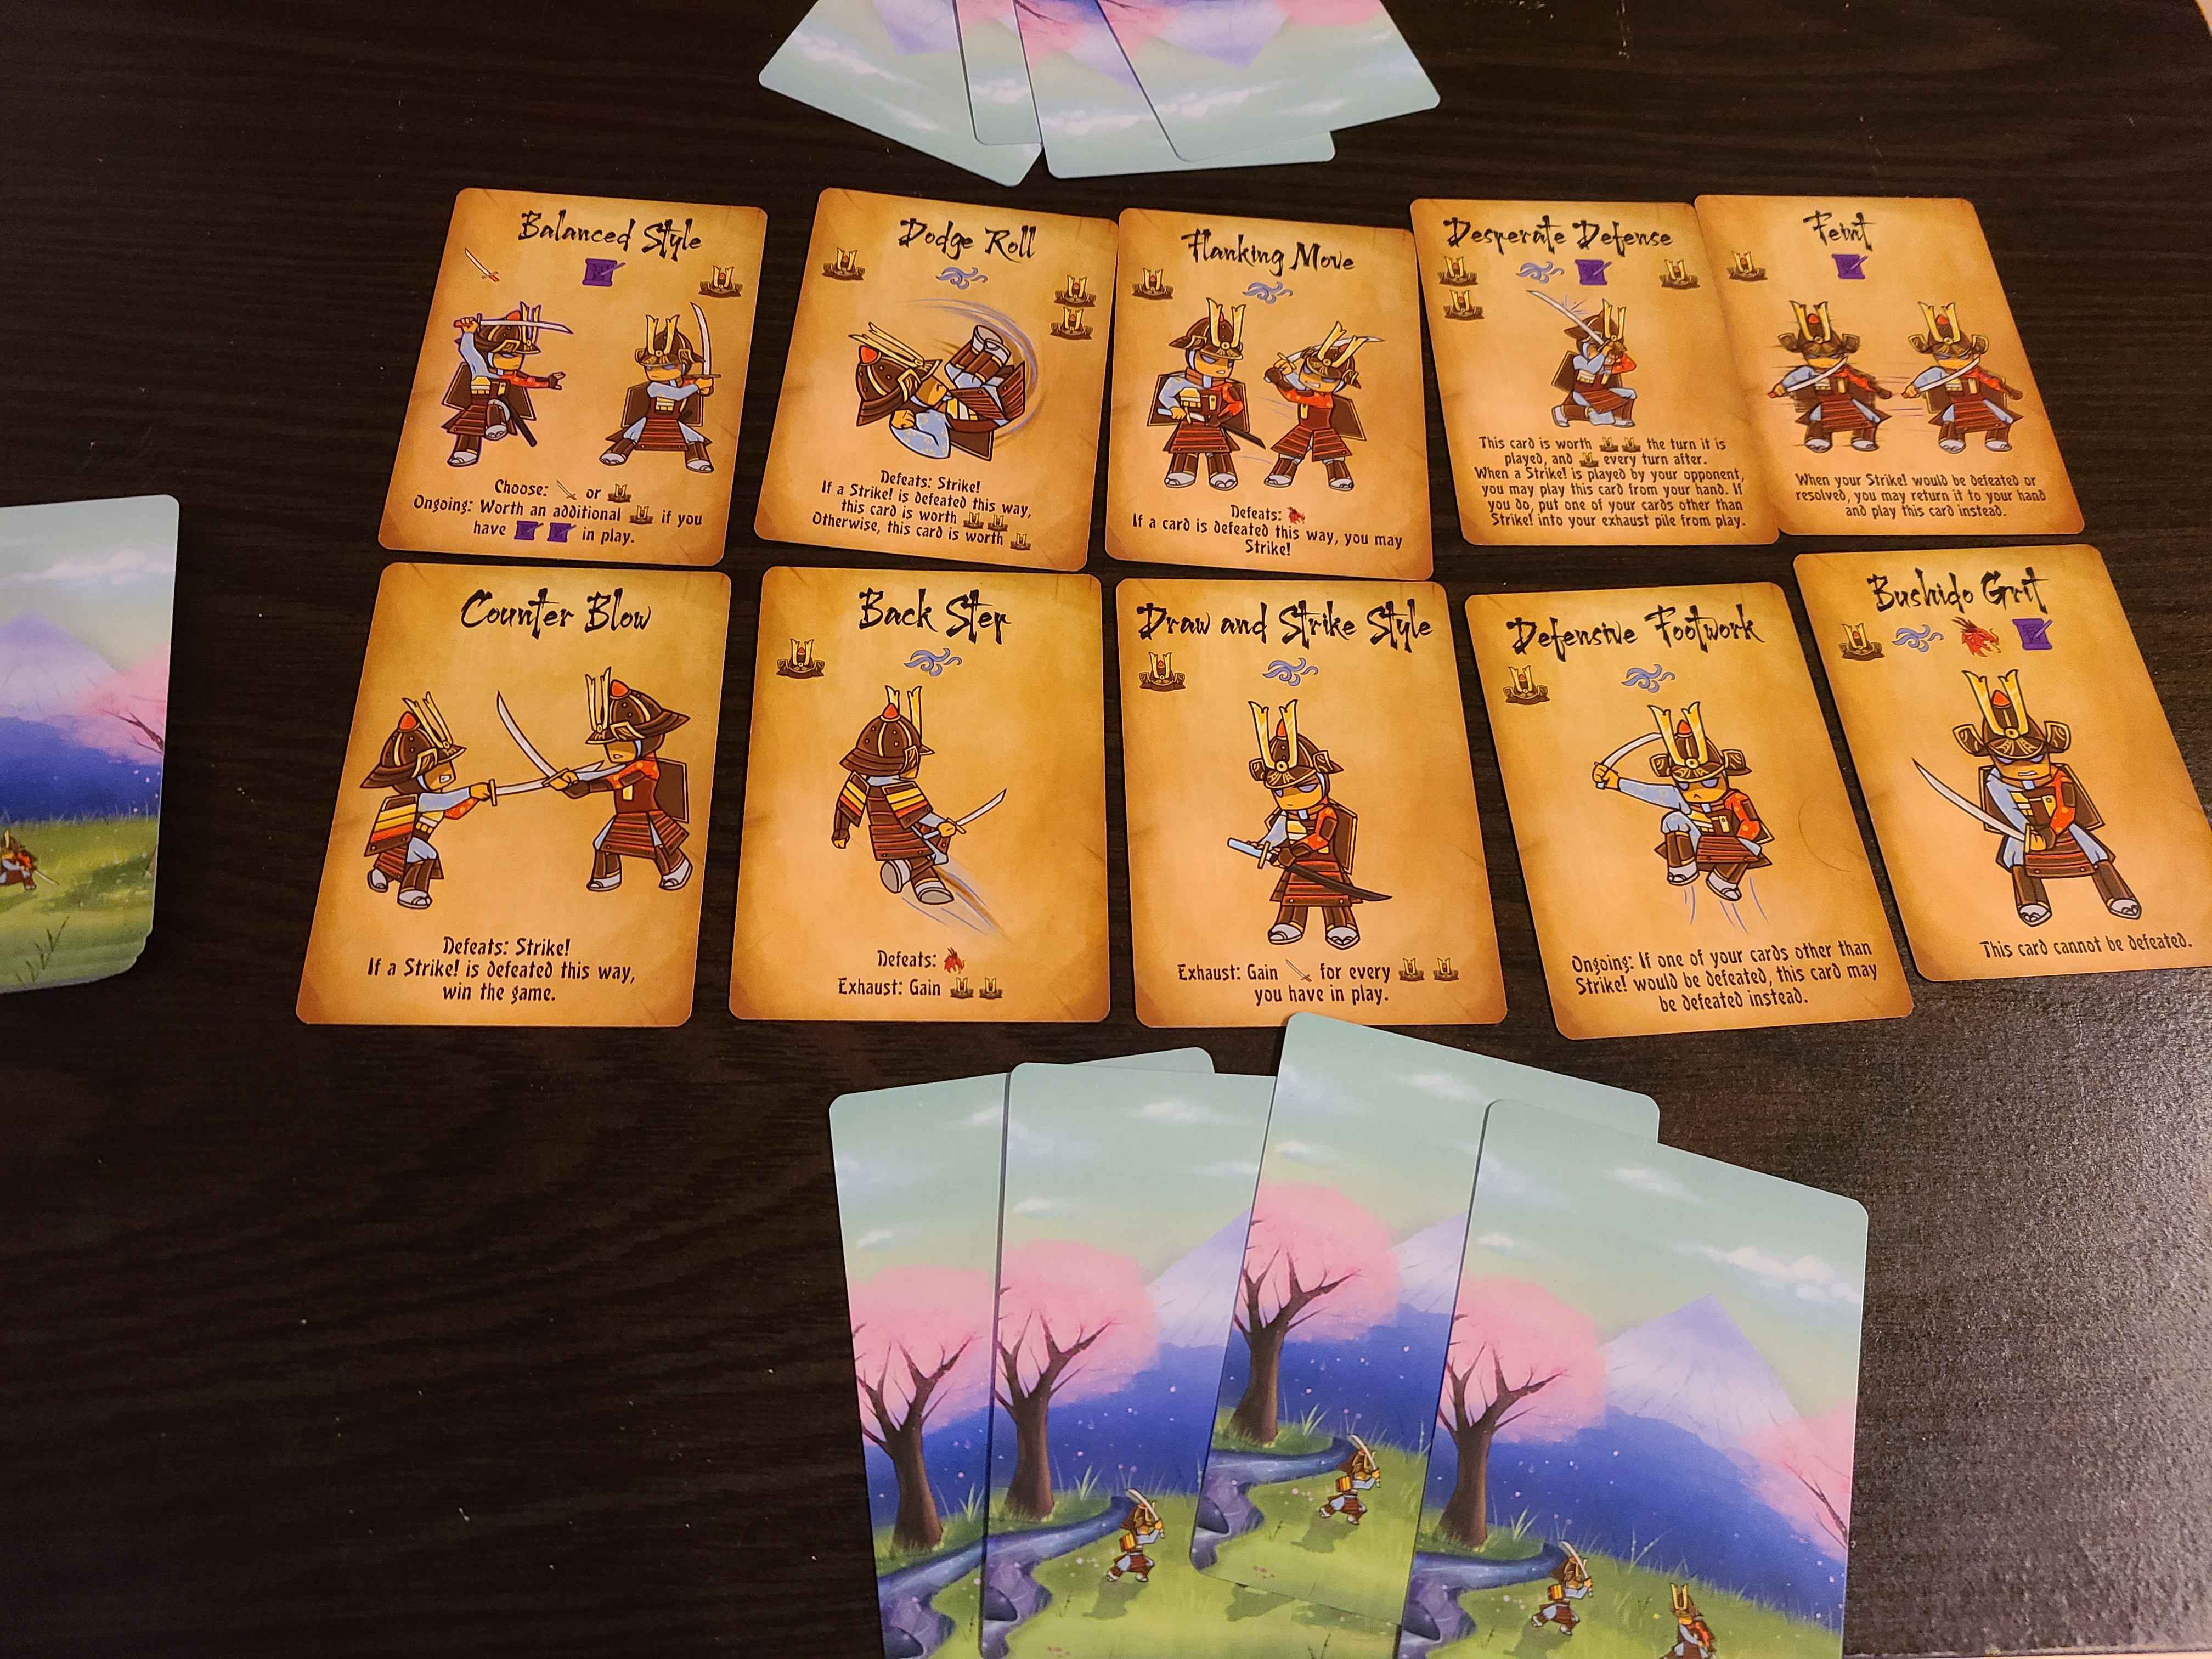 Balanced Style
Choose: or
Ongoing: Worth an additional if you
have in play.
Dodge Roll
Defeats: Strike!
If a Strike! is defeated this way,
this card is worth
Otherwise, this card is worth
Flanking Move
Defeats:
If a card is defeated this way, you may
Strike!
Desperate Defense
This card is worth the turn it is
played, and every turn after.
When a Strike! is played by your opponent,
you may play this card from your hand. If
you do, put one of your cards other than
Strike! into your exhaust pile from play.
Feint
When your Strike! would be defeated or
resolved, you may return it to your hand
and play this card instead.
Counter Blow
Defeats: Strike!
If a Strike! is defeated this way,
win the game.
Back Step
Defeats:
Exhaust: Gain
Draw and Strike Style
Exhaust: Gain for every
you have in play.
Defensive Footwork
Ongoing: If one of your cards other than
Strike! would be defeated, this card may
be defeated instead.
Bushido Grit
This card cannot be defeated.